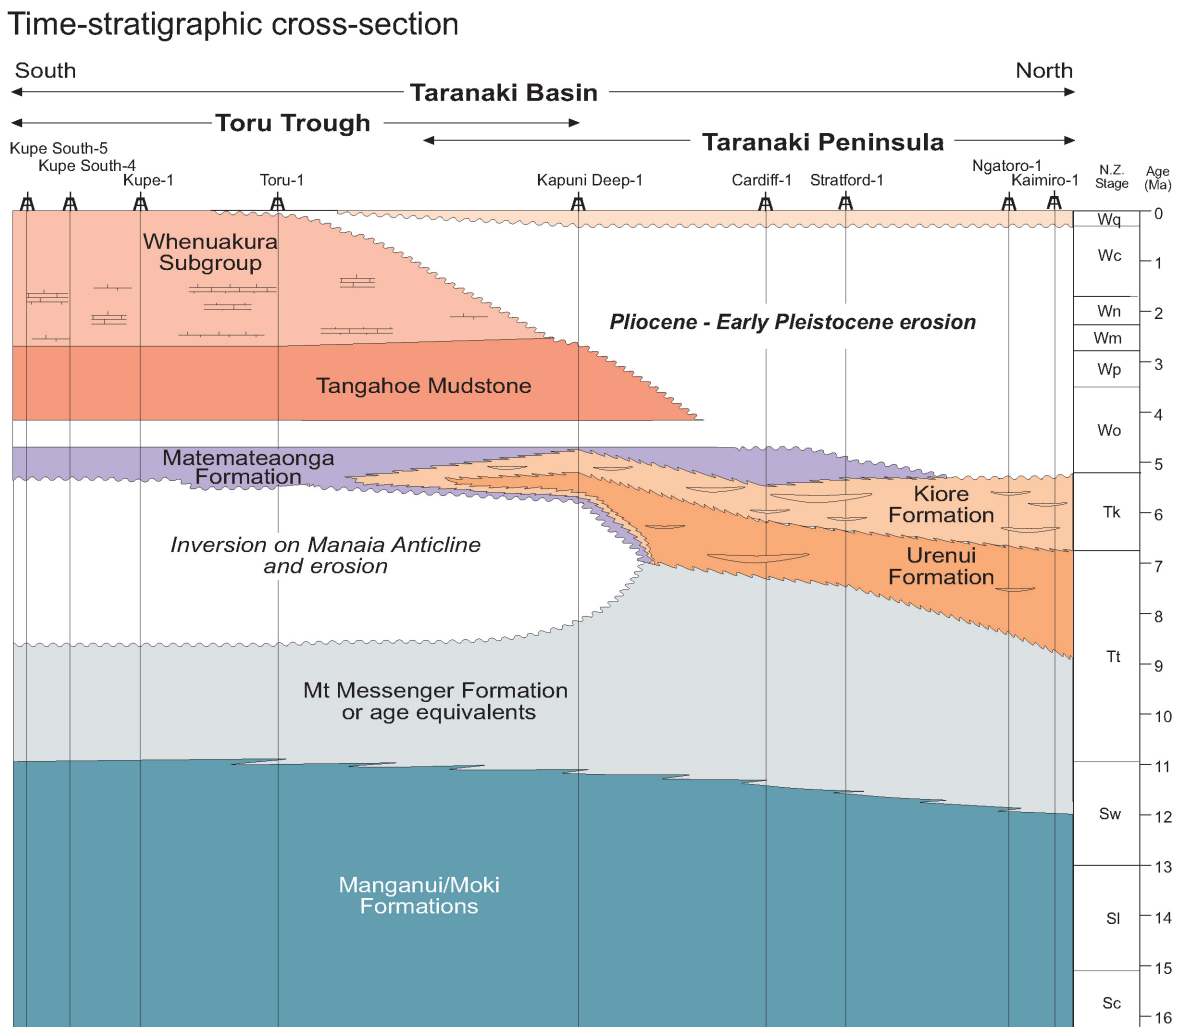 Time-stratigraphic cross-section
South
North
Taranaki Basin
Toru Trough
Taranaki Peninsula
Kupe South-5
Kupe South-4
Kupe-1
Toru-1
Kapuni Deep-1
Cardiff-1
Stratford-1
Ngatoro-1
Kaimiro-1
N.Z.
Stage
Age
(Ma)
Whenuakura
Subgroup
Pliocene - Early Pleistocene erosion
Tangahoe Mudstone
Matemateaonga
Formation
Kiore
Formation
Inversion on Manaia Anticline
and erosion
Urenui
Formation
Mt Messenger Formation
or age equivalents
Manganui/Moki
Formations
Wq
Wc
Wn
Wm
Wp
Wo
Tk
Tt
Sw
Sl
Sc
0
1
2
3
4
5
6
7
8
9
10
11
12
13
14
15
16